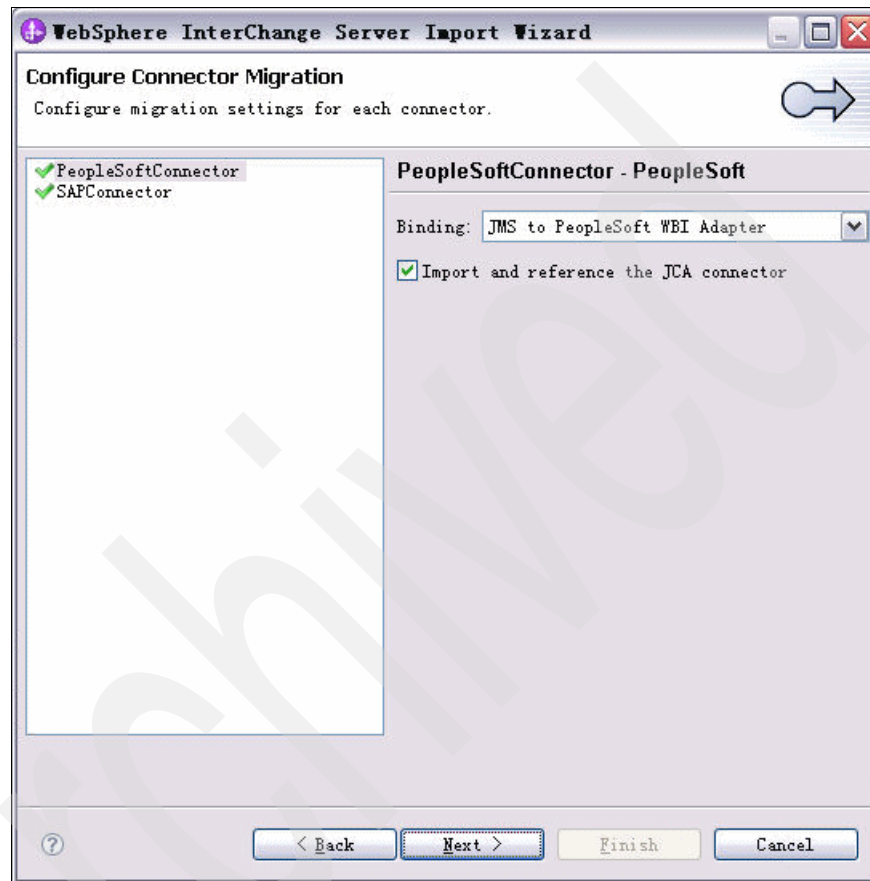 WebSphere InterChange Server Import Wizard
Configure Connector Migration
Configure migration settings for each connector.
PeopleSoftConnector
SAPConnector
PeopleSoftConnector - PeopleSoft
Binding: JMS to PeopleSoft WBI Adapter
Import and reference the JCA connector
? < Back Next > Finish Cancel
rchived